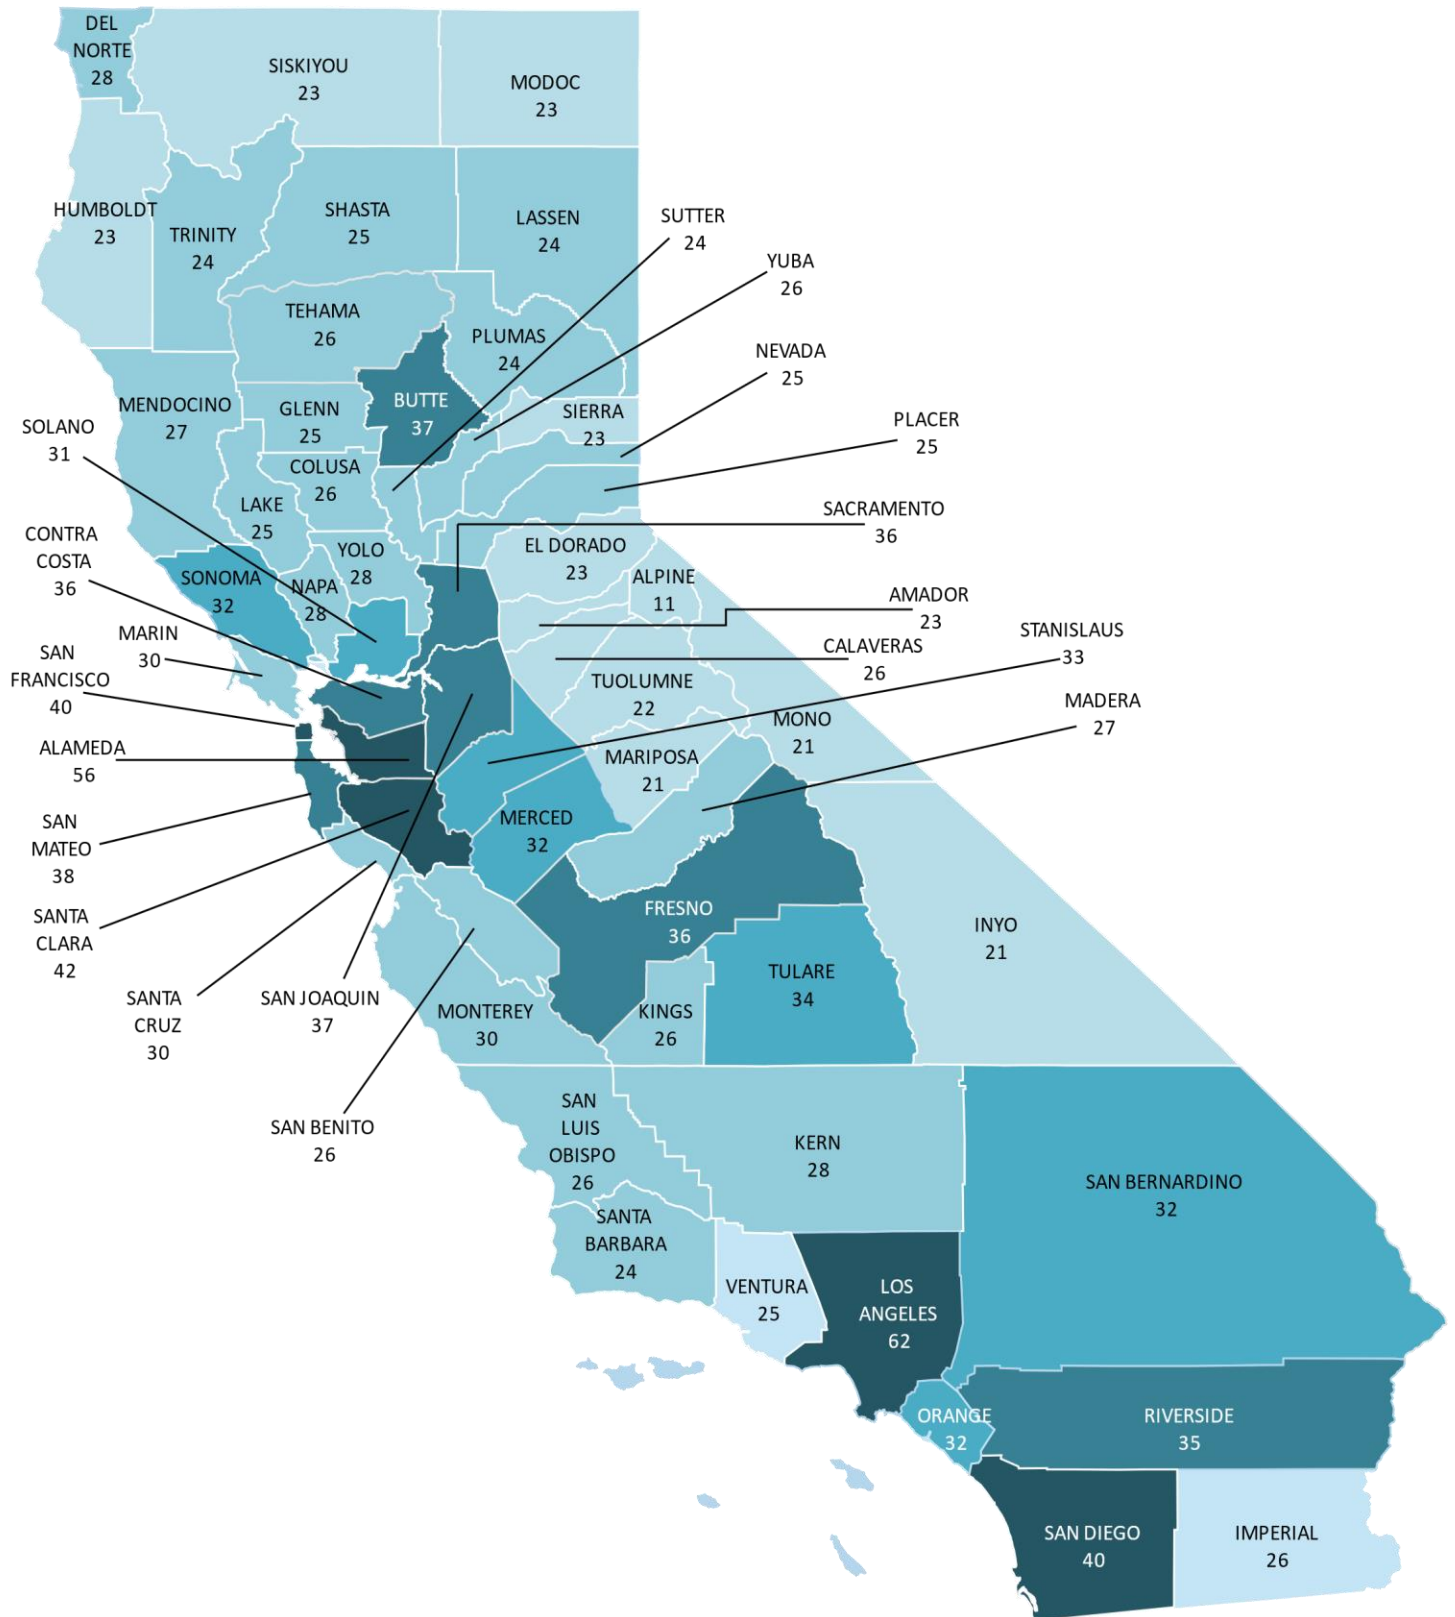 DEL
NORTE
28
SISKIYOU
23
MODOC
23
HUMBOLDT
23
TRINITY
24
SHASTA
25
LASSEN
24
SUTTER
24
YUBA
26
TEHAMA
26
PLUMAS
24
NEVADA
25
MENDOCINO
27
GLENN
25
BUTTE
37
SIERRA
23
PLACER
25
SOLANO
31
COLUSA
26
LAKE
25
SACRAMENTO
36
CONTRA
COSTA
36
YOLO
28
EL DORADO
23
SONOMA
32
NAPA
28
ALPINE
11
AMADOR
23
MARIN
30
STANISLAUS
33
CALAVERAS
26
SAN
FRANCISCO
40
TUOLUMNE
22
MADERA
27
MONO
21
ALAMEDA
56
MARIPOSA
21
SAN
MATEO
38
MERCED
32
SANTA
CLARA
42
FRESNO
36
INYO
21
TULARE
34
SANTA
CRUZ
30
SAN JOAQUIN
37
MONTEREY
30
KINGS
26
SAN BENITO
26
SAN
LUIS
OBISPO
26
KERN
28
SAN BERNARDINO
32
SANTA
BARBARA
24
VENTURA
25
LOS
ANGELES
62
ORANGE
32
RIVERSIDE
35
SAN DIEGO
40
IMPERIAL
26